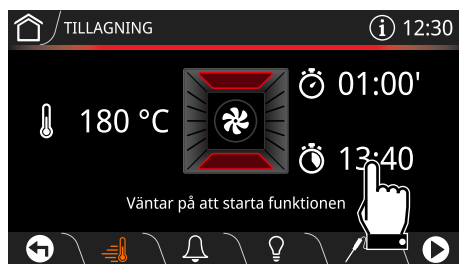 TILLAGNING
i 12:30
01:00'
180 °C
13:40
Väntar på att starta funktionen